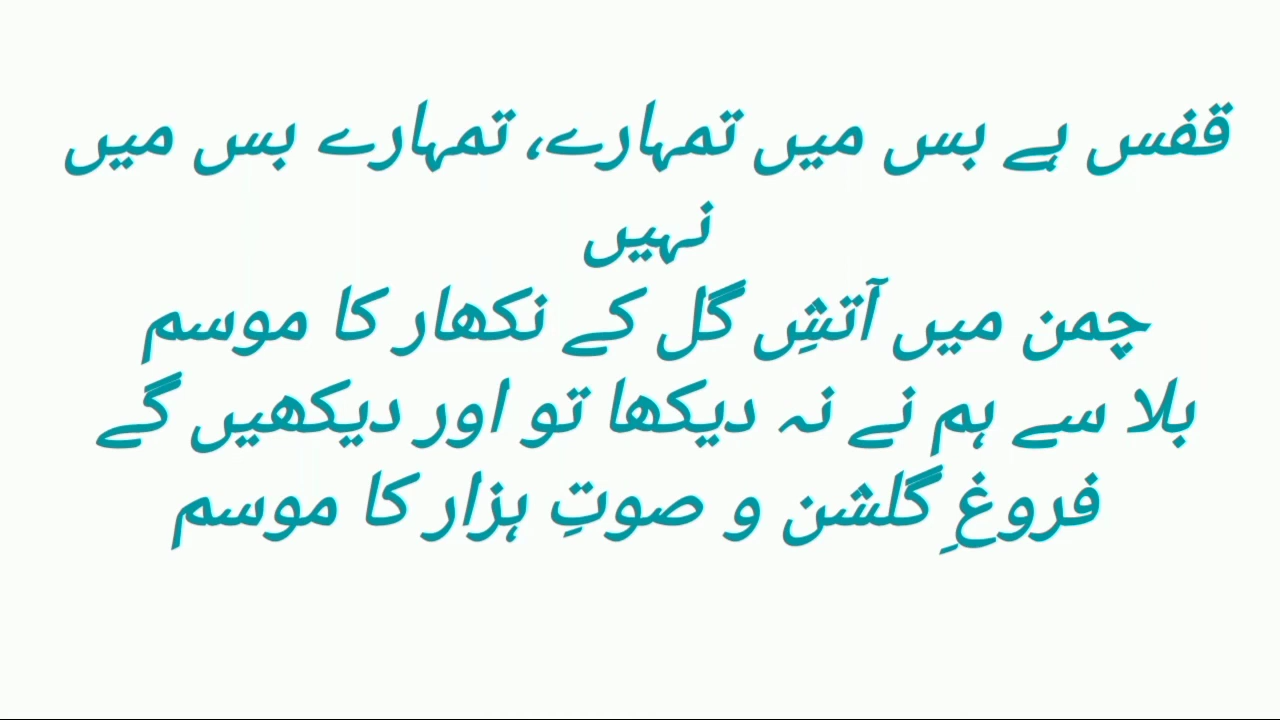 قفس ہے بس میں تمہارے، تمہارے بس میں
نہیں
چمن میں آتشِ گل کے نکھار کا موسم
بلا سے ہم نے نہ دیکھا تو اور دیکھیں گے
فروغِ گلشن و صوتِ ہزار کا موسم